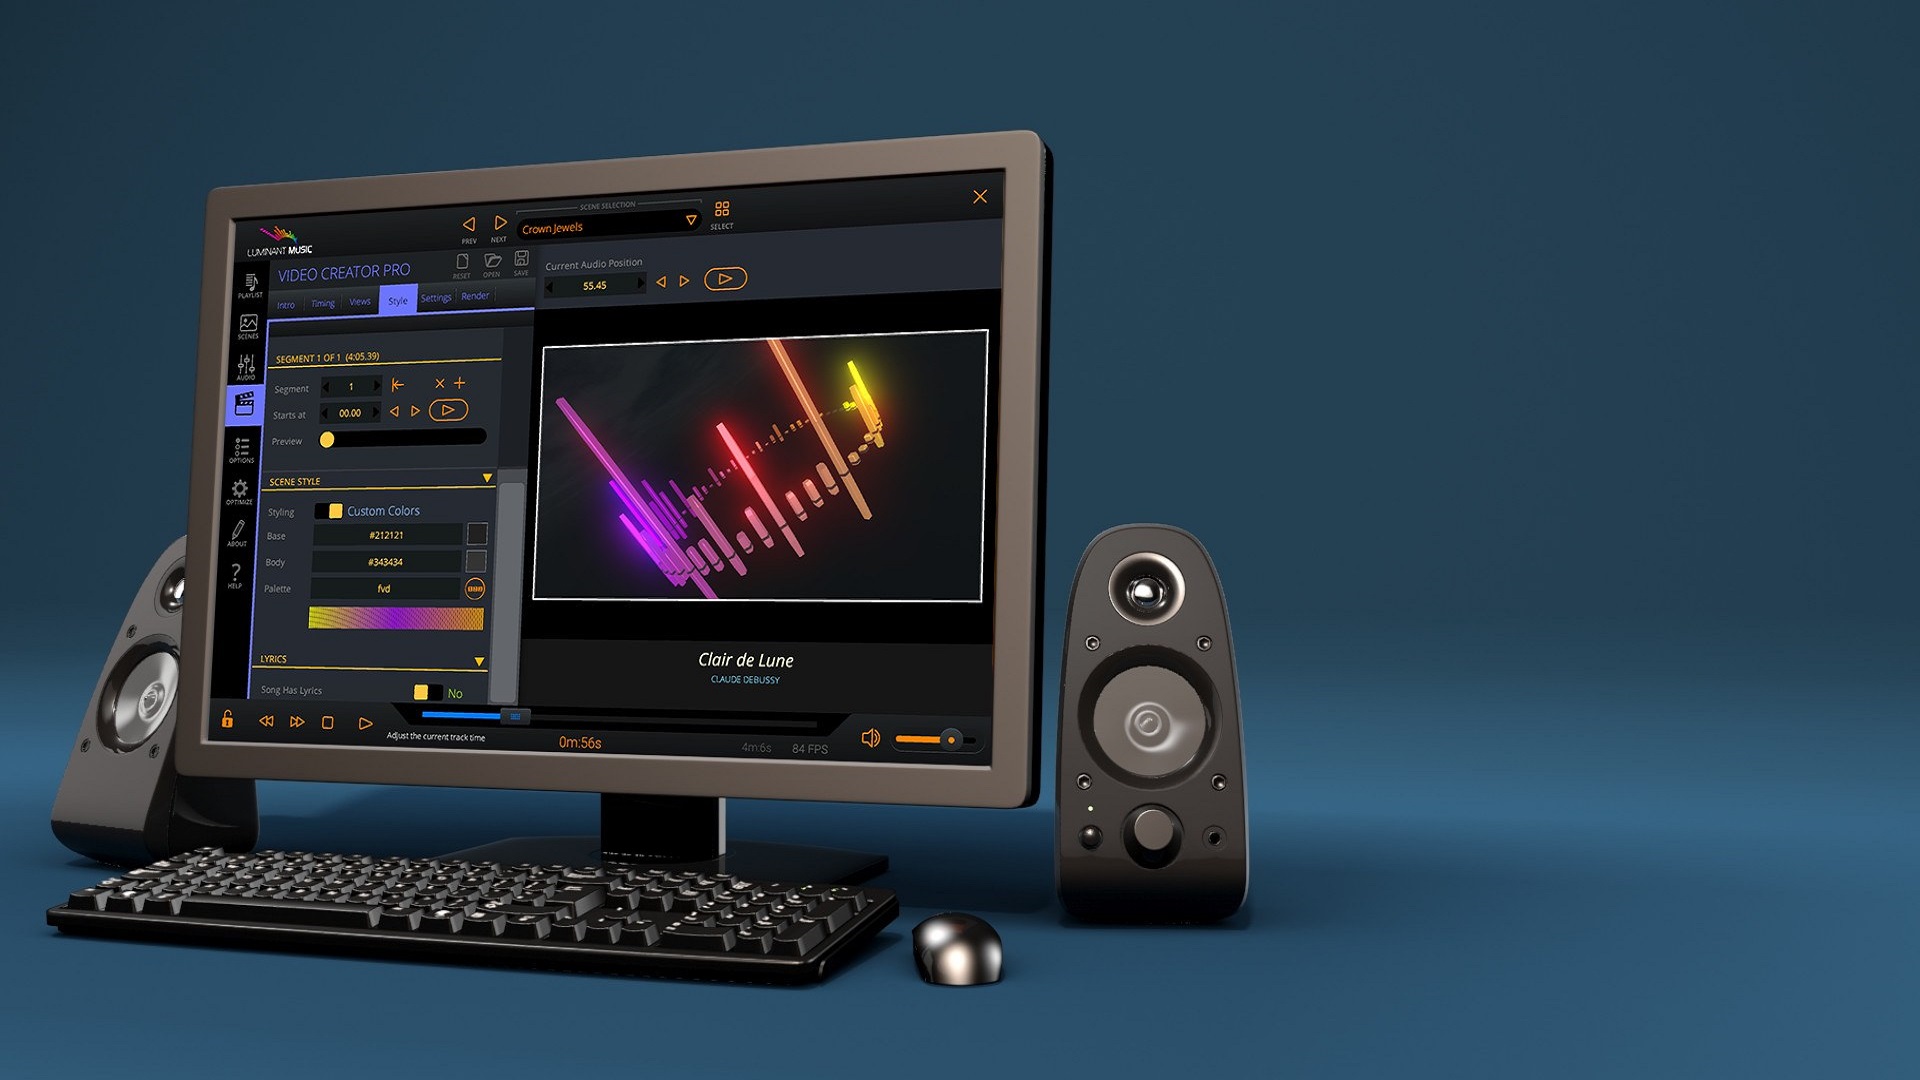 LUMINANT MUSIC
PREV
NEXT
SCENE SELECTION
Crown Jewels
SELECT
VIDEO CREATOR PRO
RESET
OPEN
SAVE
Current Audio Position
55.45
Intro
Timing
Views
Style
Settings
Render
PLAYLIST
SCENES
AUDIO
OPTIONS
OPTIMIZE
ABOUT
HELP
SEGMENT 1 OF 1 (4:05.39)
Segment
1
Starts at
00.00
Preview
SCENE STYLE
Styling
Custom Colors
Base
#212121
Body
#343434
Palette
fvd
LYRICS
Song Has Lyrics
No
Clair de Lune
CLAUDE DEBUSSY
Adjust the current track time
0m:56s
4m:6s
84 FPS